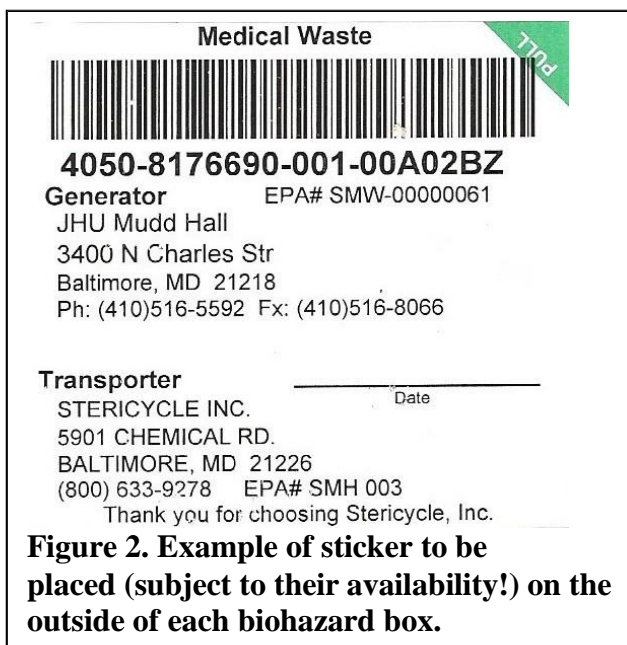 Medical Waste
PULL
4050-8176690-001-00A02BZ
Generator EPA# SMW-00000061
JHU Mudd Hall
3400 N Charles Str
Baltimore, MD 21218
Ph: (410)516-5592 Fx: (410)516-8066
Transporter
Date
STERICYCLE INC.
5901 CHEMICAL RD.
BALTIMORE, MD 21226
(800) 633-9278 EPA# SMH 003
Thank you for choosing Stericycle, Inc.
Figure 2. Example of sticker to be
placed (subject to their availability!) on the
outside of each biohazard box.